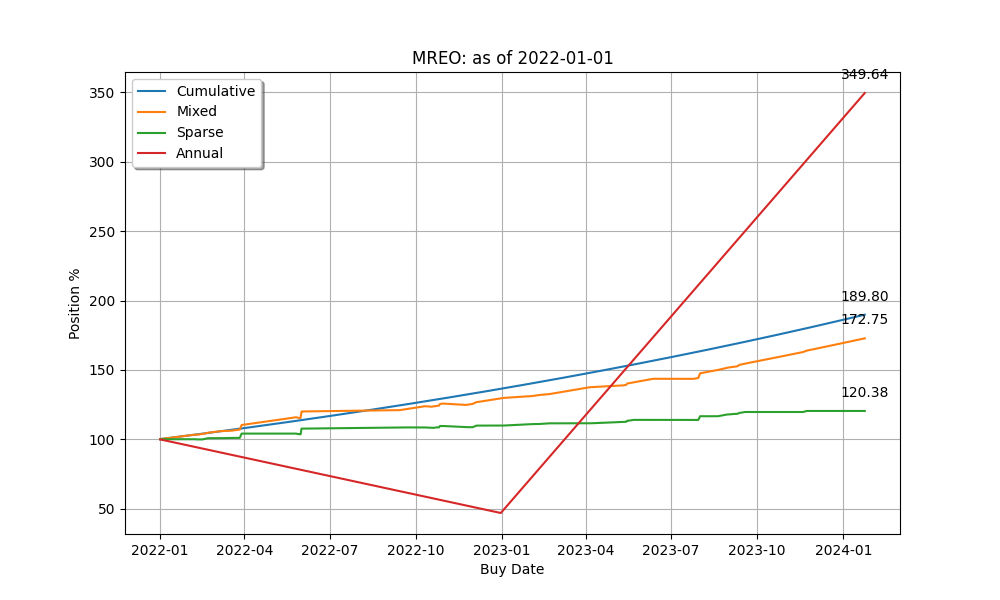 MREO: as of 2022-01-01
349.64
350
Cumulative
Mixed
Sparse
Annual
300
250
200
189.80
172.75
150
120.38
100
50
Position %
2022-01 2022-04 2022-07 2022-10 2023-01 2023-04 2023-07 2023-10 2024-01
Buy Date